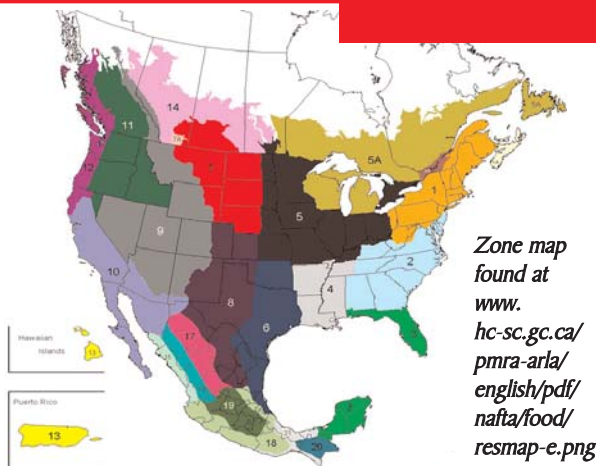 14
11
7A
5A
5A
1
12
5
9
2
10
4
8
6
3
17
Hawaiian
Islands
13
Puerto Rico
13
19
18
20
Zone map
found at
www.
hc-sc.gc.ca/
pmra-arla/
english/pdf/
nafta/food/
resmap-e.png